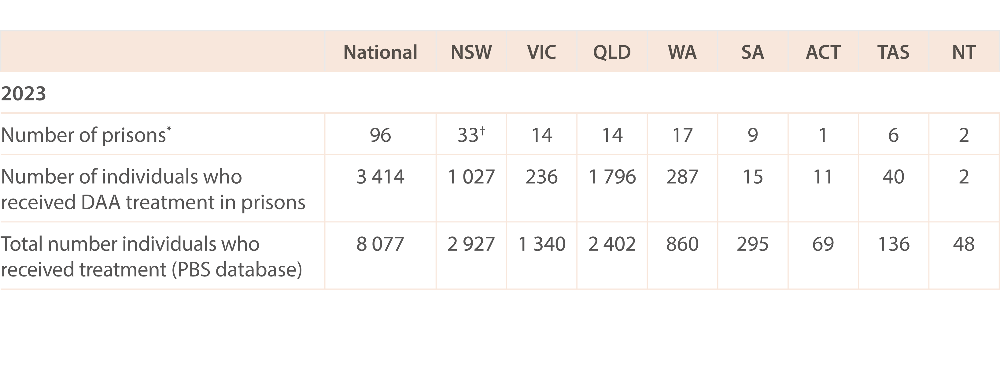 National NSW VIC QLD WA SA ACT TAS NT
2023
Number of prisons* 96 33† 14 14 17 9 1 6 2
Number of individuals who 3 414 1 027 236 1 796 287 15 11 40 2
received DAA treatment in prisons
Total number individuals who 8 077 2 927 1 340 2 402 860 295 69 136 48
received treatment (PBS database)